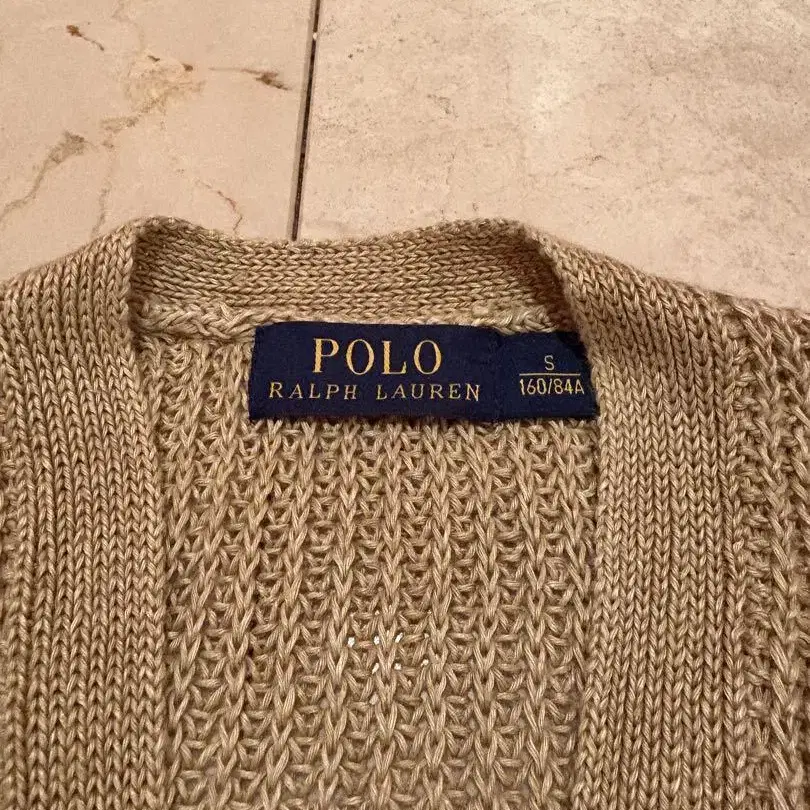 POLO
RALPH LAUREN
S
160/84A